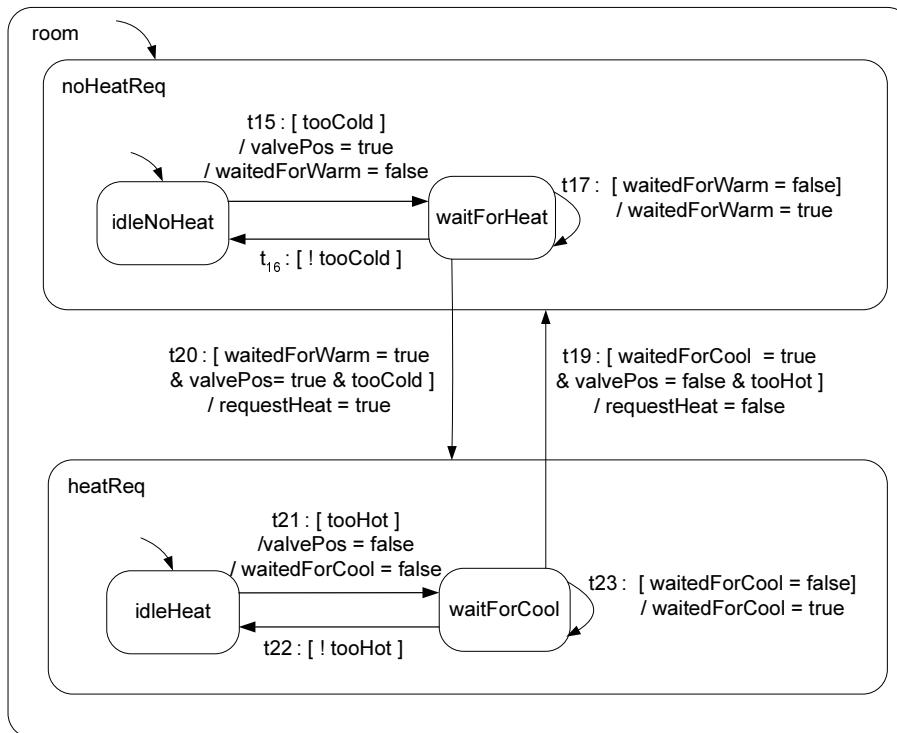 room
noHeatReq
t15 : [ tooCold ]
/ valvePos = true
/ waitedForWarm = false
idleNoHeat
waitForHeat
t17 : [ waitedForWarm = false]
/ waitedForWarm = true
t16 : [ ! tooCold ]
t20 : [ waitedForWarm = true
& valvePos= true & tooCold ]
/ requestHeat = true
t19 : [ waitedForCool = true
& valvePos = false & tooHot ]
/ requestHeat = false
heatReq
t21 : [ tooHot ]
/valvePos = false
/ waitedForCool = false
idleHeat
waitForCool
t23 : [ waitedForCool = false]
/ waitedForCool = true
t22 : [ ! tooHot ]